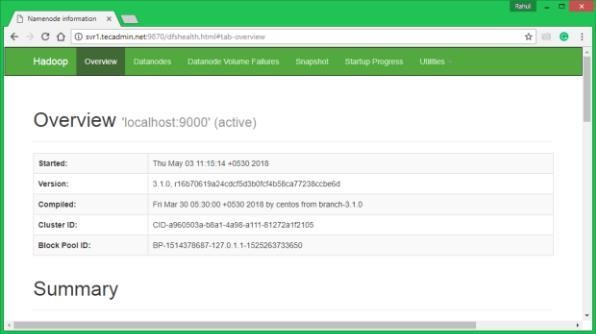 Rahul
Namenode information
svr1.tecadmin.net:9870/dfshealth.html#tab-overview
Hadoop Overview Datanodes Datanode Volume Failures Snapshot Startup Progress Utilities
Overview 'localhost:9000' (active)
Started: Thu May 03 11:15:14 +0530 2018
Version: 3.1.0, r16b70619a24cdcf5d3b0fcf4b58ca77238ccbe6d
Compiled: Fri Mar 30 05:30:00 +0530 2018 by centos from branch-3.1.0
Cluster ID: CID-a960503a-b8a1-4a98-a111-81272a1f2105
Block Pool ID: BP-1514378687-127.0.1.1-1525263733650
Summary